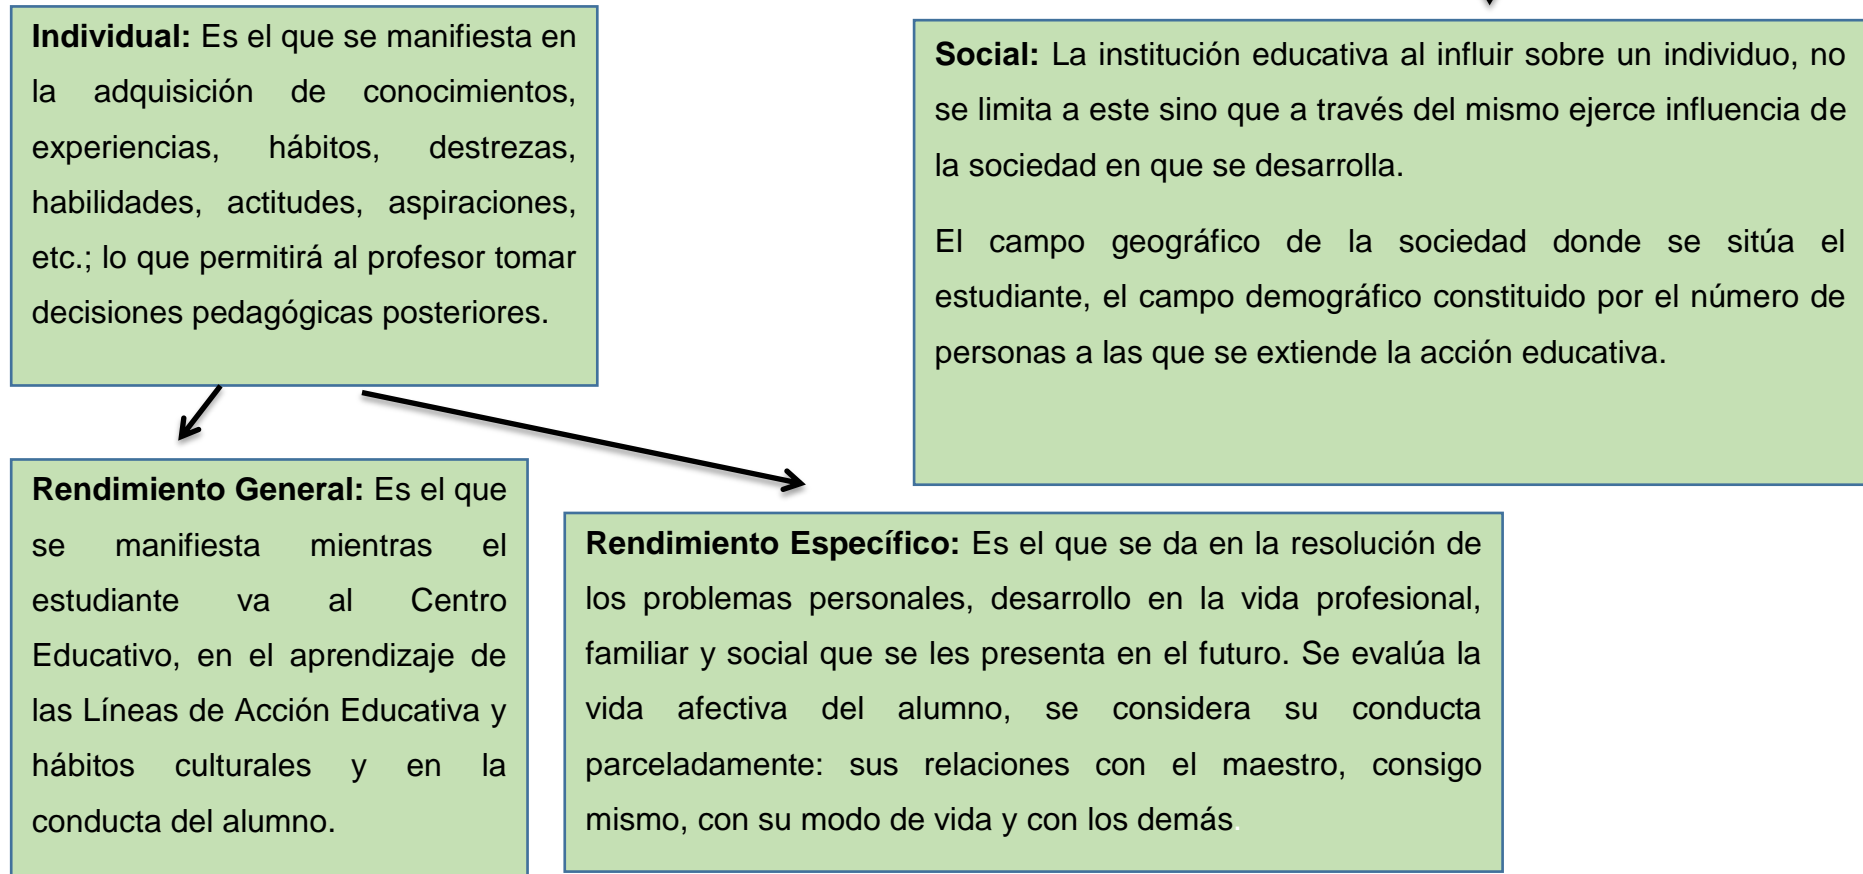 Individual: Es el que se manifiesta en
la adquisición de conocimientos,
experiencias, hábitos, destrezas,
habilidades, actitudes, aspiraciones,
etc.; lo que permitirá al profesor tomar
decisiones pedagógicas posteriores.
Social: La institución educativa al influir sobre un individuo, no
se limita a este sino que a través del mismo ejerce influencia de
la sociedad en que se desarrolla.
El campo geográfico de la sociedad donde se sitúa el
estudiante, el campo demográfico constituido por el número de
personas a las que se extiende la acción educativa.
Rendimiento General: Es el que
se manifiesta mientras el
estudiante va al Centro
Educativo, en el aprendizaje de
las Líneas de Acción Educativa y
hábitos culturales y en la
conducta del alumno.
Rendimiento Específico: Es el que se da en la resolución de
los problemas personales, desarrollo en la vida profesional,
familiar y social que se les presenta en el futuro. Se evalúa la
vida afectiva del alumno, se considera su conducta
parceladamente: sus relaciones con el maestro, consigo
mismo, con su modo de vida y con los demás.